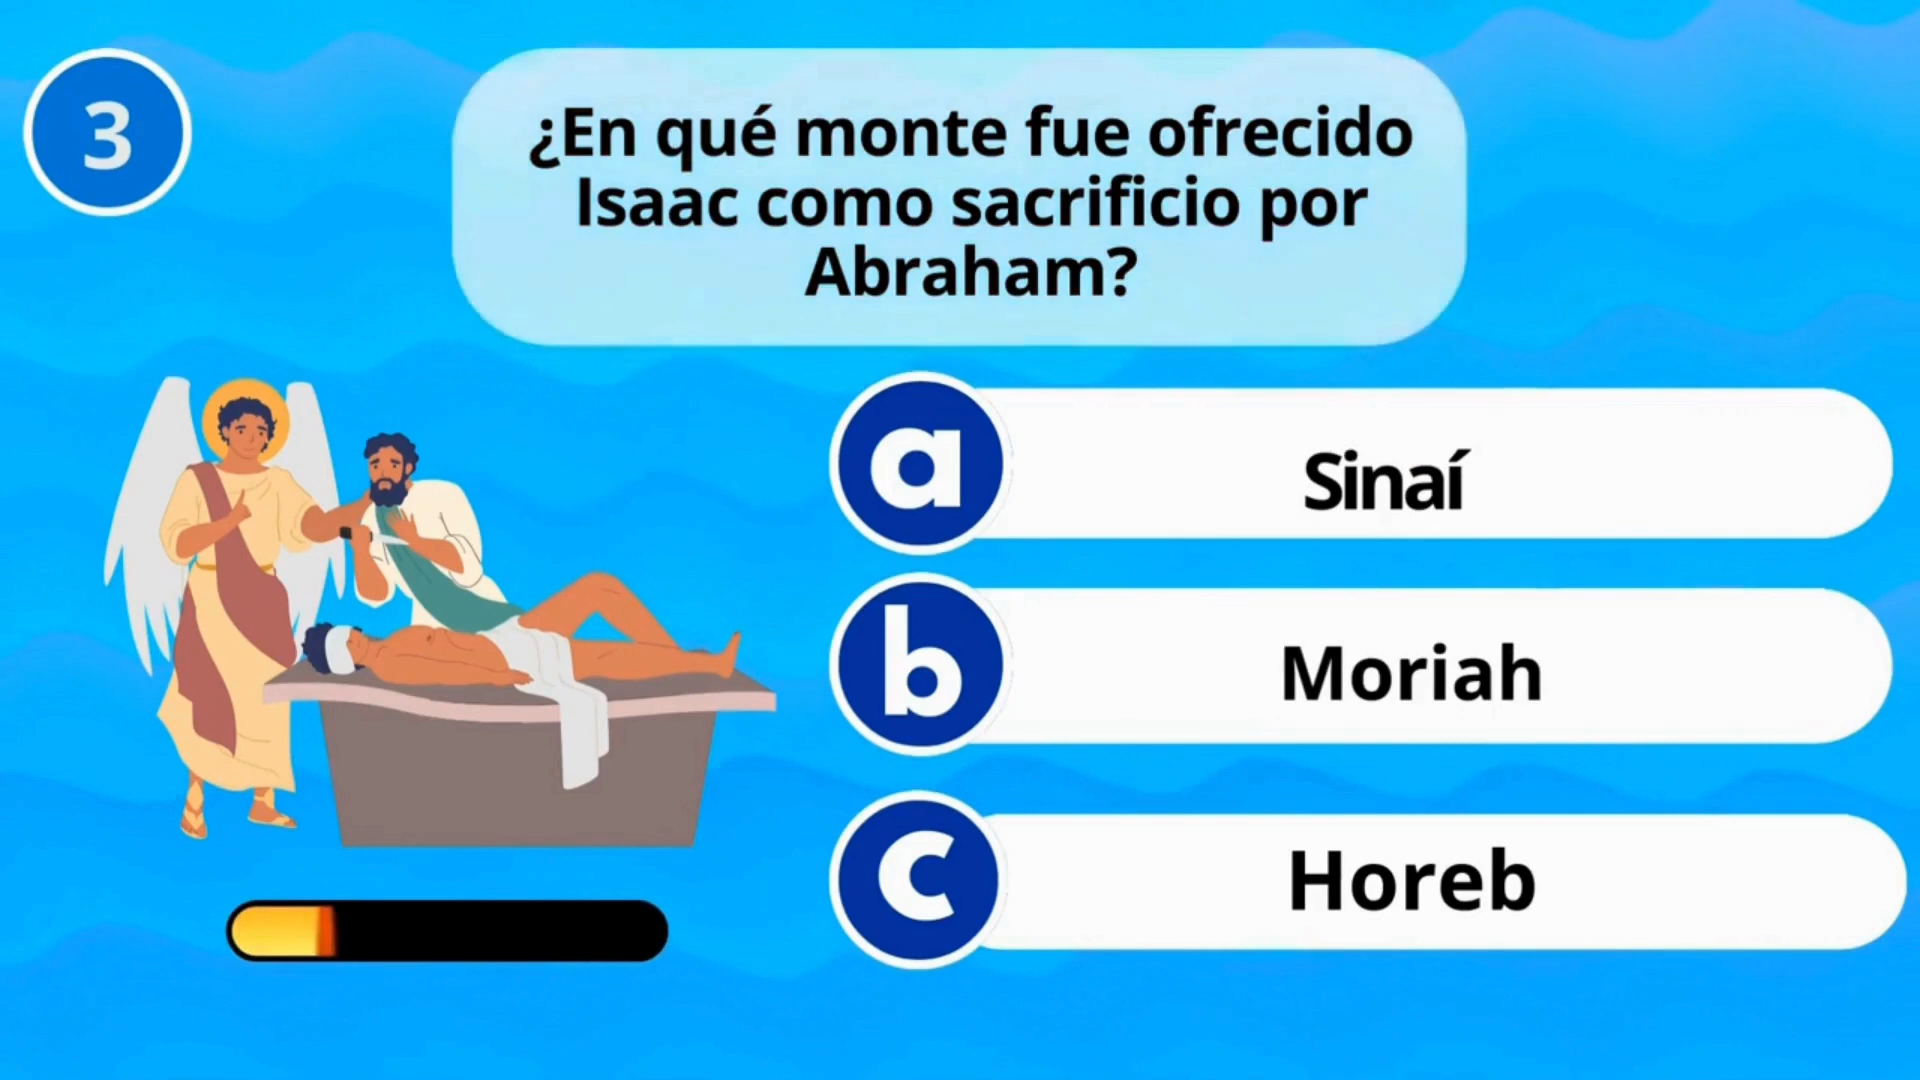 3
¿En qué monte fue ofrecido
Isaac como sacrificio por
Abraham?
a
Sinaí
b
Moriah
c
Horeb